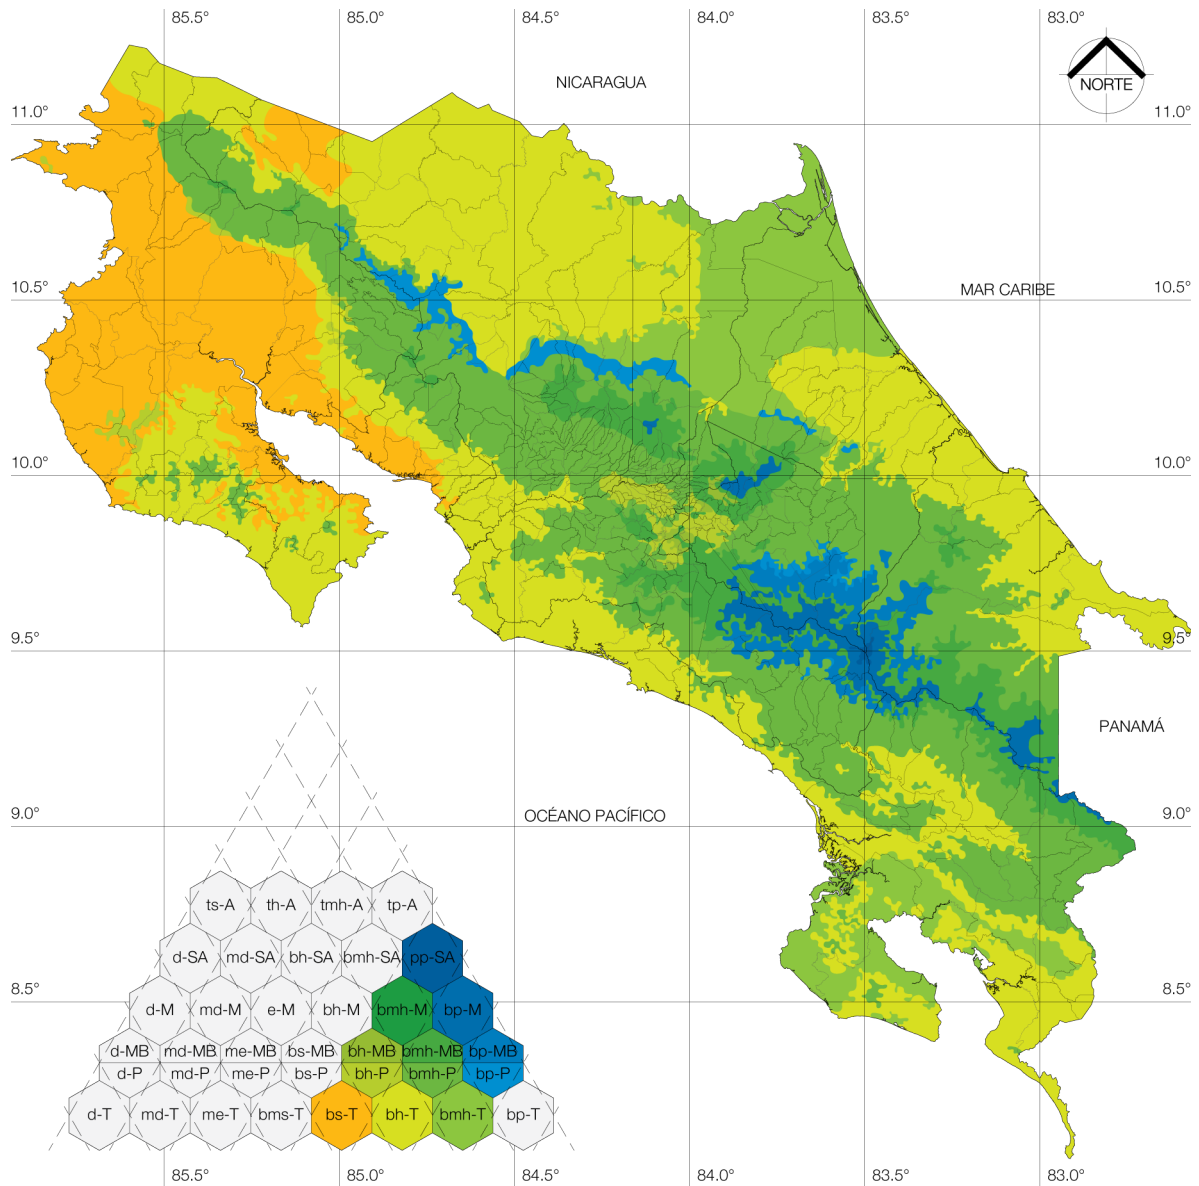 85.5° 85.0° 84.5° 84.0° 83.5° 83.0°
NICARAGUA
NORTE
11.0° 11.0°
MAR CARIBE
10.5° 10.5°
10.0° 10.0°
9.5° 9.5°
PANAMÁ
OCÉANO PACÍFICO
9.0° 9.0°
ts-A th-A tmh-A tp-A
d-SA md-SA bh-SA bmh-SA pp-SA
8.5° 8.5°
d-M md-M e-M bh-M bmh-M bp-M
d-MB md-MB me-MB bs-MB bh-MB bmh-MB bp-MB
d-P md-P me-P bs-P bh-P bmh-P bp-P
d-T md-T me-T bms-T bs-T bh-T bmh-T bp-T
85.5° 85.0° 84.5° 84.0° 83.5° 83.0°